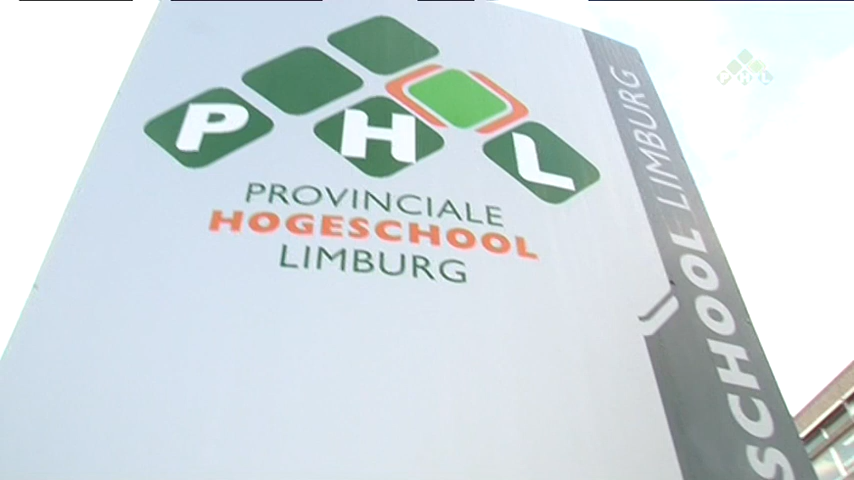 P H L
PROVINCIALE
HOGESCHOOL
LIMBURG
SCHOOL LIMBURG
PHL